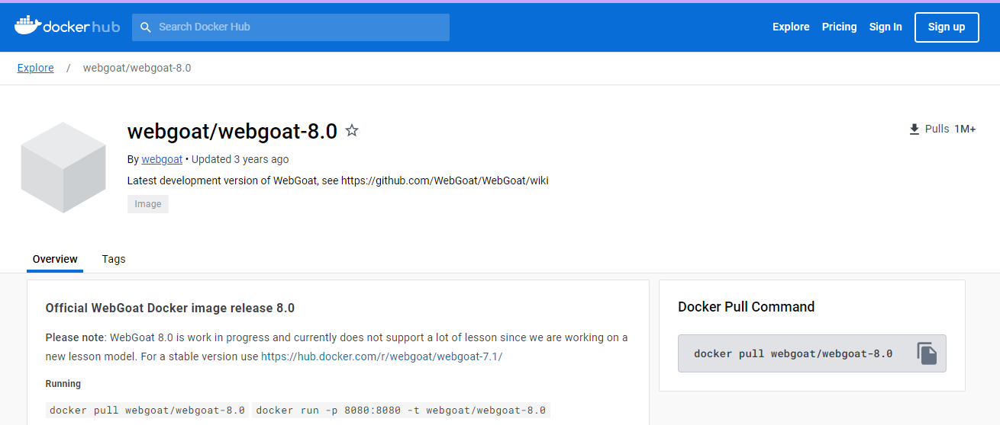 dockerhub Search Docker Hub Explore Pricing Sign In Sign up
Explore / webgoat/webgoat-8.0
webgoat/webgoat-8.0
Pulls 1M+
By webgoat • Updated 3 years ago
Latest development version of WebGoat, see https://github.com/WebGoat/WebGoat/wiki
Image
Overview Tags
Official WebGoat Docker image release 8.0
Please note: WebGoat 8.0 is work in progress and currently does not support a lot of lesson since we are working on a
new lesson model. For a stable version use https://hub.docker.com/r/webgoat/webgoat-7.1/
Running
docker pull webgoat/webgoat-8.0 docker run -p 8080:8080 -t webgoat/webgoat-8.0
Docker Pull Command
docker pull webgoat/webgoat-8.0